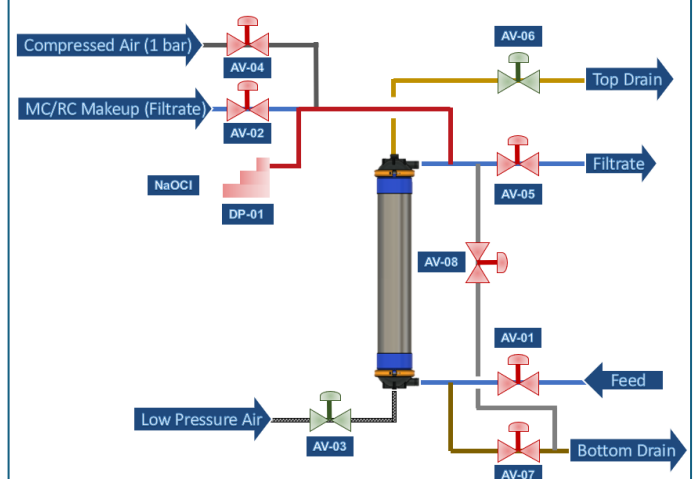 AV-06
Compressed Air (1 bar)
AV-04
Top Drain
MC/RC Makeup (Filtrate)
AV-02
NaOCl
DP-01
Filtrate
AV-05
AV-08
AV-01
Feed
Low Pressure Air
AV-03
Bottom Drain
AV-07